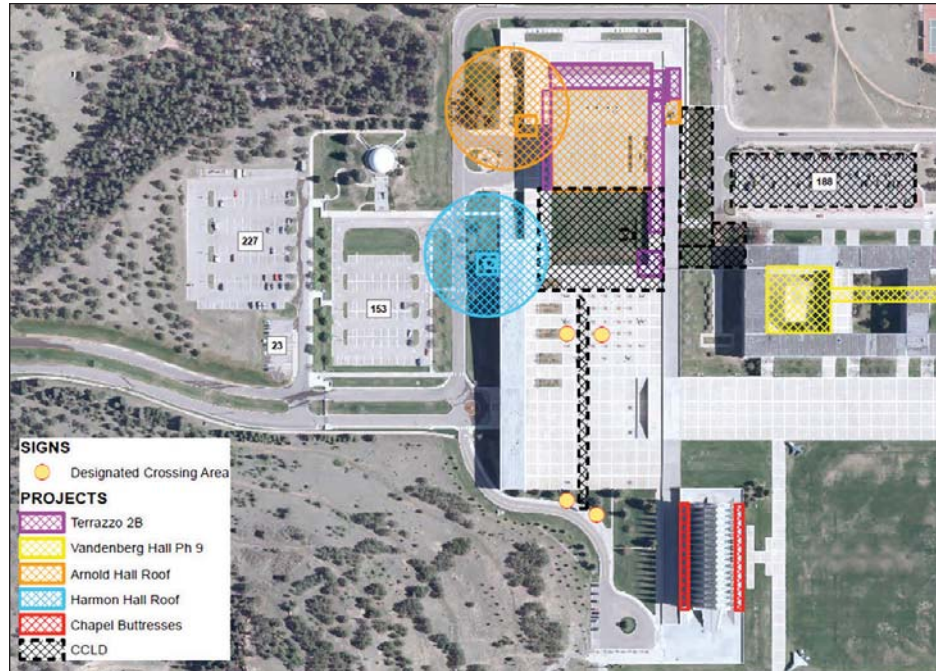 188
227
153
23
SIGNS
Designated Crossing Area
PROJECTS
Terrazzo 2B
Vandenberg Hall Ph 9
Arnold Hall Roof
Harmon Hall Roof
Chapel Buttresses
CCLD